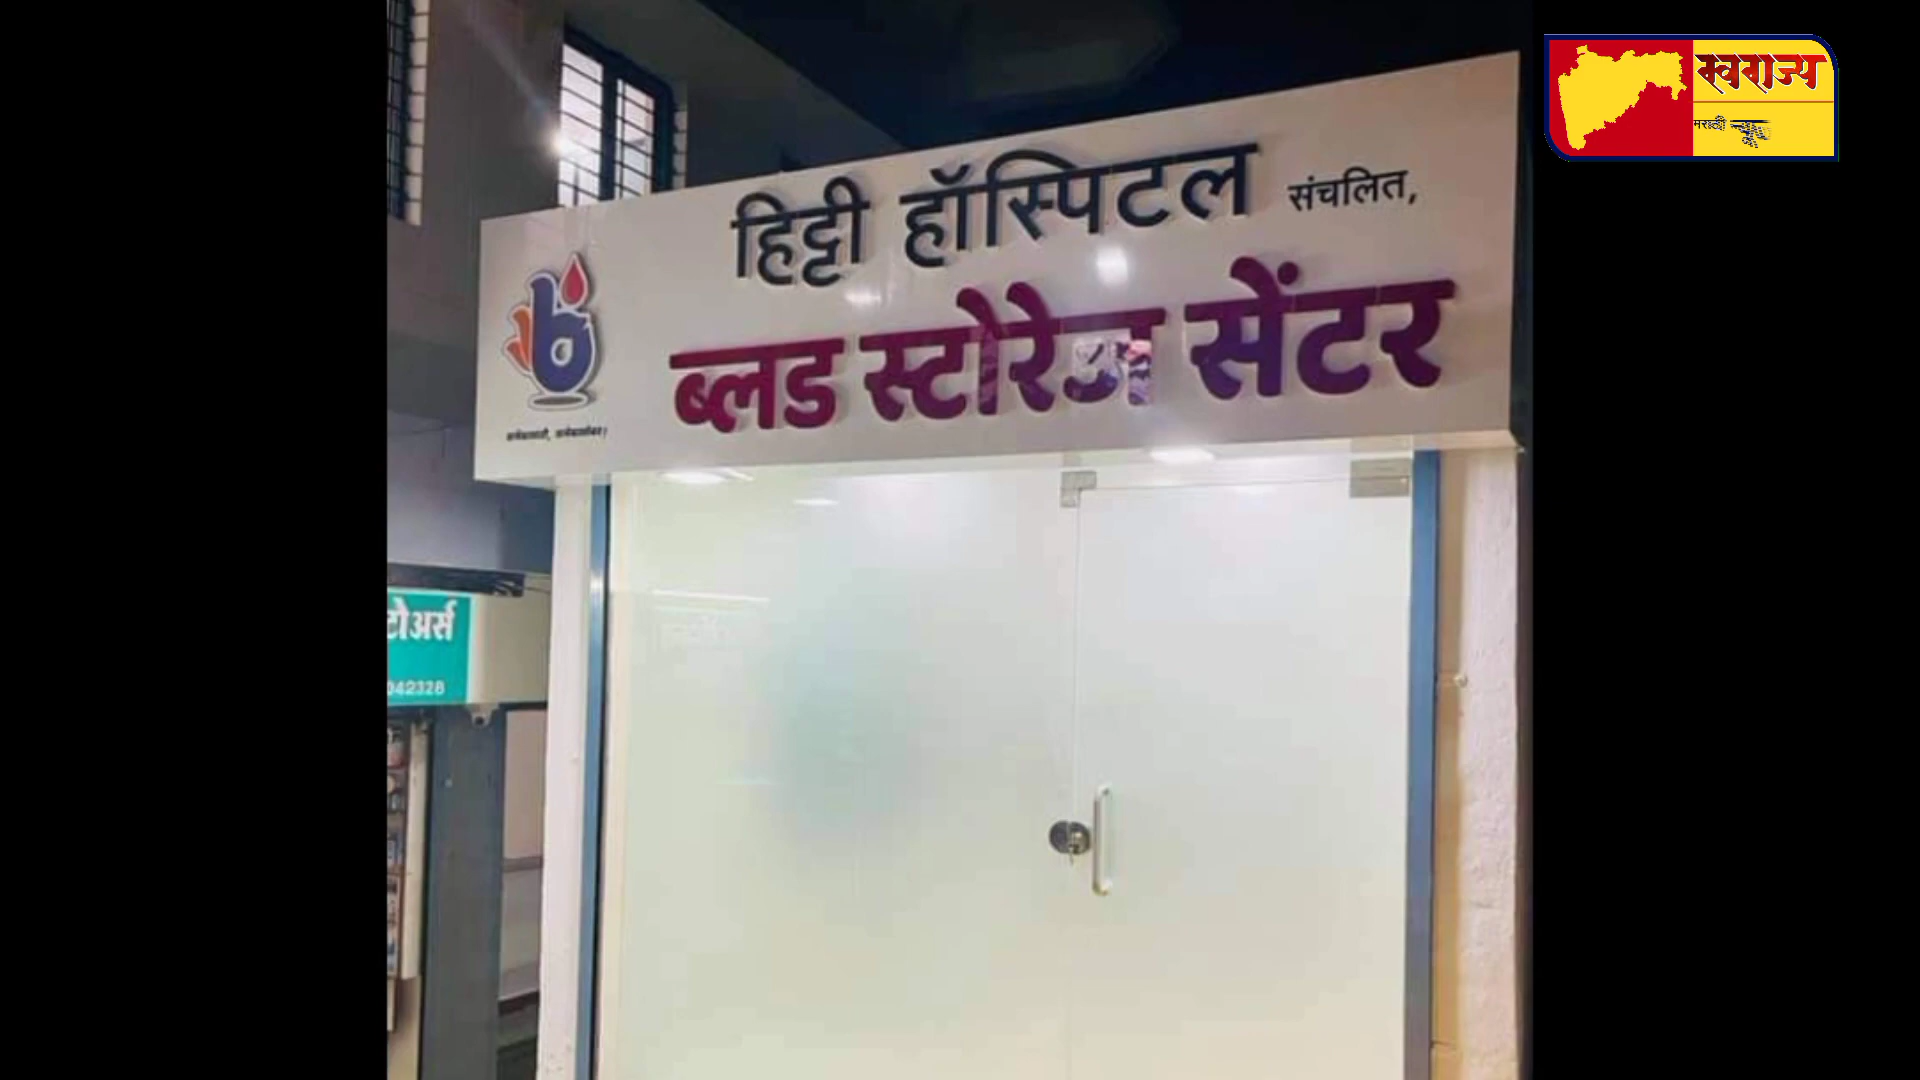 स्वराज्य
मराठी न्यूज
हिट्टी हॉस्पिटल संचलित,
ब्लड स्टोरेज सेंटर
टोअर्स
042328